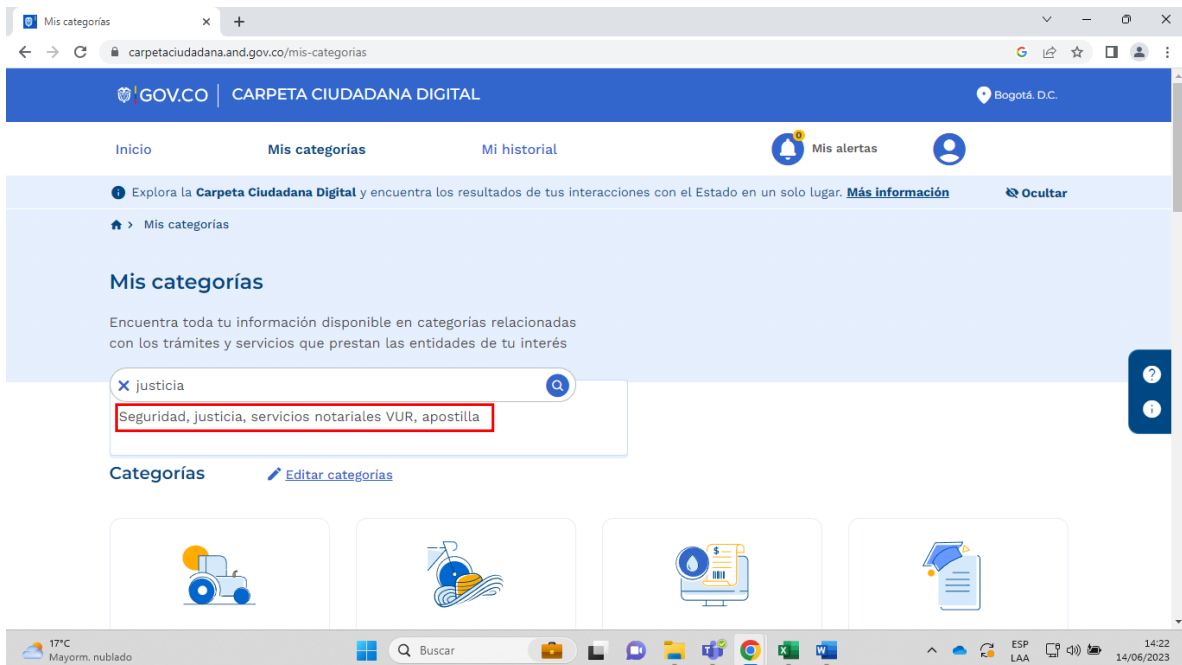 Mis categorías
carpetaciudadana.and.gov.co/mis-categorias
G
GOV.CO CARPETA CIUDADANA DIGITAL
Bogotá. D.C.
Inicio Mis categorías Mi historial
0 Mis alertas
Explora la Carpeta Ciudadana Digital y encuentra los resultados de tus interacciones con el Estado en un solo lugar. Más información Ocultar
> Mis categorías
Mis categorías
Encuentra toda tu información disponible en categorías relacionadas
con los trámites y servicios que prestan las entidades de tu interés
justicia
Seguridad, justicia, servicios notariales VUR, apostilla
Categorías Editar categorías
17°C
Mayorm. nublado
Buscar
ESP
LAA
14:22
14/06/2023